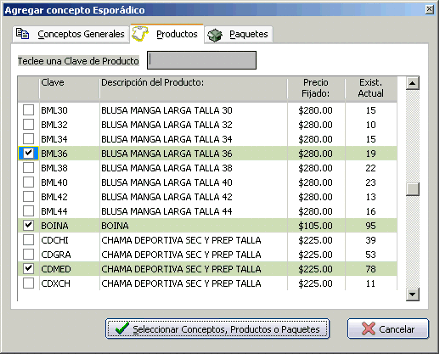 Agregar concepto Esporádico
Conceptos Generales Productos Paquetes
Teclee una Clave de Producto
Clave Descripción del Producto: Precio Fijado: Exist. Actual
BML30 BLUSA MANGA LARGA TALLA 30 $280.00 15
BML32 BLUSA MANGA LARGA TALLA 32 $280.00 10
BML34 BLUSA MANGA LARGA TALLA 34 $280.00 15
BML36 BLUSA MANGA LARGA TALLA 36 $280.00 19
BML38 BLUSA MANGA LARGA TALLA 38 $280.00 22
BML40 BLUSA MANGA LARGA TALLA 40 $280.00 23
BML42 BLUSA MANGA LARGA TALLA 42 $280.00 13
BML44 BLUSA MANGA LARGA TALLA 44 $280.00 16
BOINA BOINA $105.00 95
CDCHI CHAMA DEPORTIVA SEC Y PREP TALLA $225.00 39
CDGRA CHAMA DEPORTIVA SEC Y PREP TALLA $225.00 53
CDMED CHAMA DEPORTIVA SEC Y PREP TALLA $225.00 78
CDXCH CHAMA DEPORTIVA SEC Y PREP TALLA $225.00 11
Seleccionar Conceptos, Productos o Paquetes Cancelar